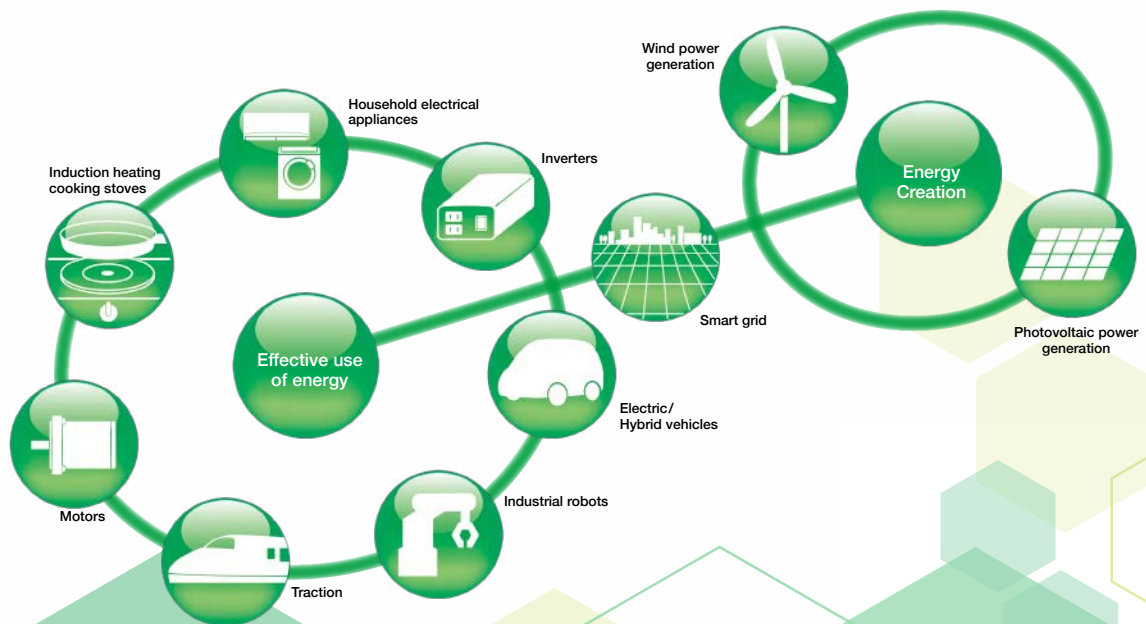 Wind power
generation
Household electrical
appliances
Inverters
Induction heating
cooking stoves
Energy
Creation
Smart grid
Photovoltaic power
generation
Effective use
of energy
Electric/
Hybrid vehicles
Industrial robots
Motors
Traction